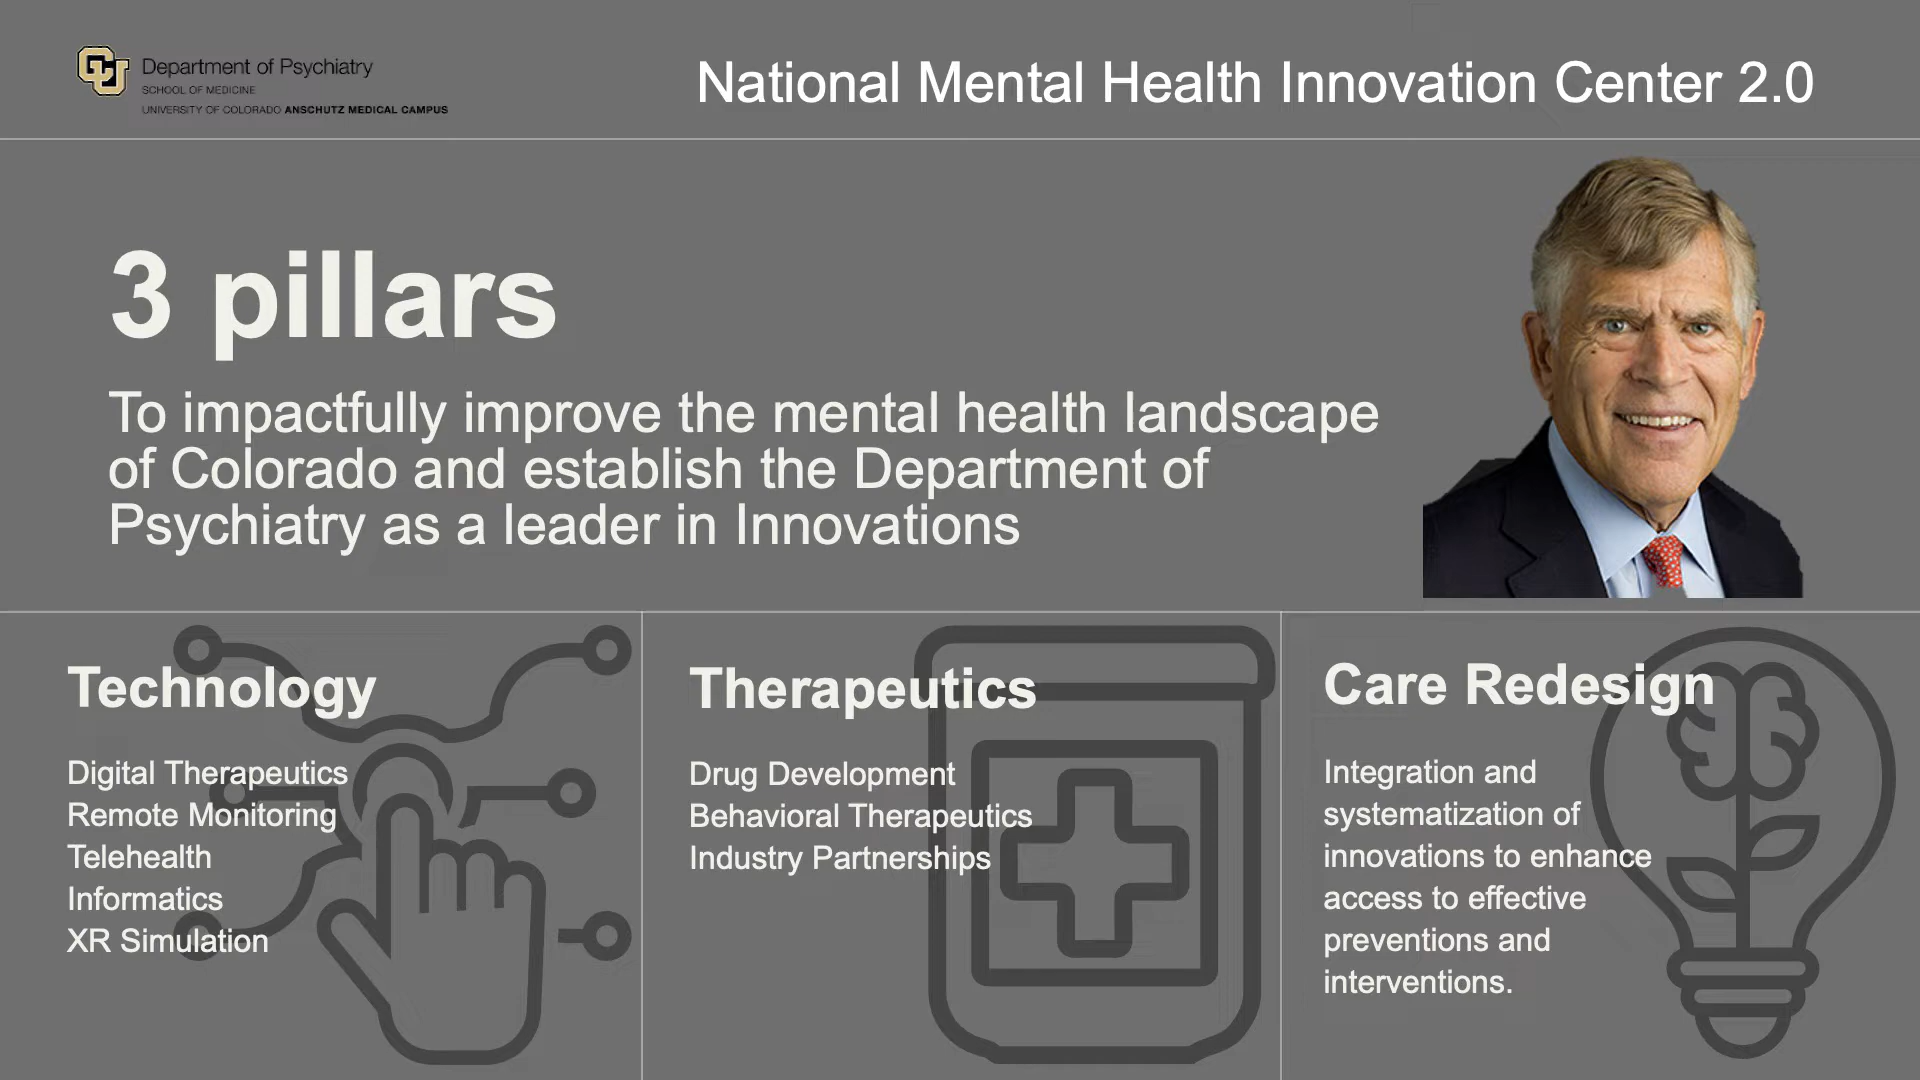 CU
Department of Psychiatry
SCHOOL OF MEDICINE
UNIVERSITY OF COLORADO ANSCHUTZ MEDICAL CAMPUS
National Mental Health Innovation Center 2.0
3 pillars
To impactfully improve the mental health landscape
of Colorado and establish the Department of
Psychiatry as a leader in Innovations
Technology
Digital Therapeutics
Remote Monitoring
Telehealth
Informatics
XR Simulation
Therapeutics
Drug Development
Behavioral Therapeutics
Industry Partnerships
Care Redesign
Integration and
systematization of
innovations to enhance
access to effective
preventions and
interventions.